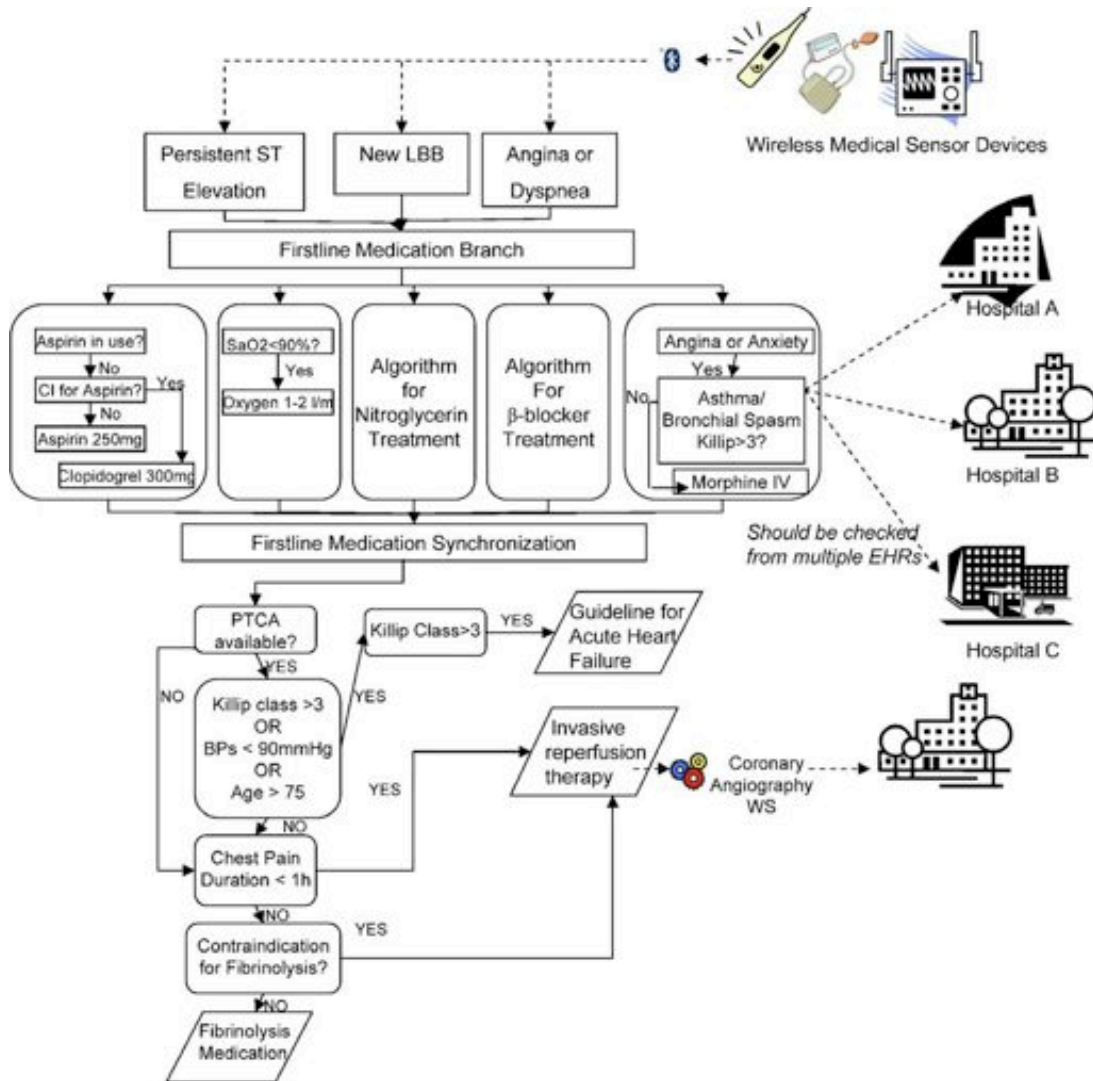 Wireless Medical Sensor Devices
Persistent ST
Elevation
New LBB
Angina or
Dyspnea
Firstline Medication Branch
Aspirin in use?
No
CI for Aspirin?
Yes
No
Aspirin 250mg
Clopidogrel 300mg
SaO2<90%?
Yes
Oxygen 1-2 l/m
Algorithm
for
Nitroglycerin
Treatment
Algorithm
For
β-blocker
Treatment
Angina or Anxiety
Yes
No
Asthma/
Bronchial Spasm
Killip>3?
Morphine IV
Hospital A
Hospital B
Should be checked
from multiple EHRs
Hospital C
Firstline Medication Synchronization
PTCA
available?
YES
NO
Killip Class>3
YES
Guideline for
Acute Heart
Failure
Killip class >3
OR
BPs < 90mmHg
OR
Age > 75
YES
NO
Invasive
reperfusion
therapy
Coronary
Angiography
WS
Chest Pain
Duration < 1h
YES
NO
Contraindication
for Fibrinolysis?
YES
NO
Fibrinolysis
Medication